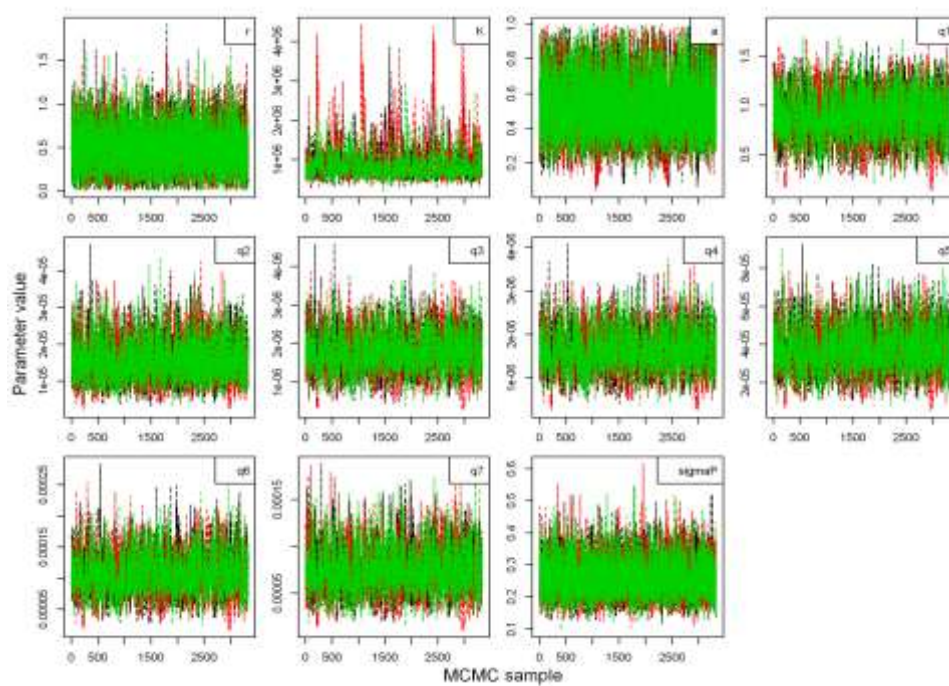 r
K
a
q1
0.0 0.5 1.0 1.5
1e+06 2e+06 3e+06 4e+06
0.2 0.4 0.6 0.8 1.0
0.5 1.0 1.5
0 500 1500 2500
0 500 1500 2500
0 500 1500 2500
0 500 1500 2500
Parameter value
q2
q3
q4
q5
1e-05 2e-05 3e-05 4e-05
1e-06 2e-06 3e-06 4e-06
1e-06 2e-06 3e-06 4e-06
2e-05 4e-05 6e-05 8e-05
0 500 1500 2500
0 500 1500 2500
0 500 1500 2500
0 500 1500 2500
q6
q7
sigmaP
0.00005 0.00015 0.00025
0.00005 0.00015
0.1 0.2 0.3 0.4 0.5 0.6
0 500 1500 2500
0 500 1500 2500
0 500 1500 2500
MCMC sample